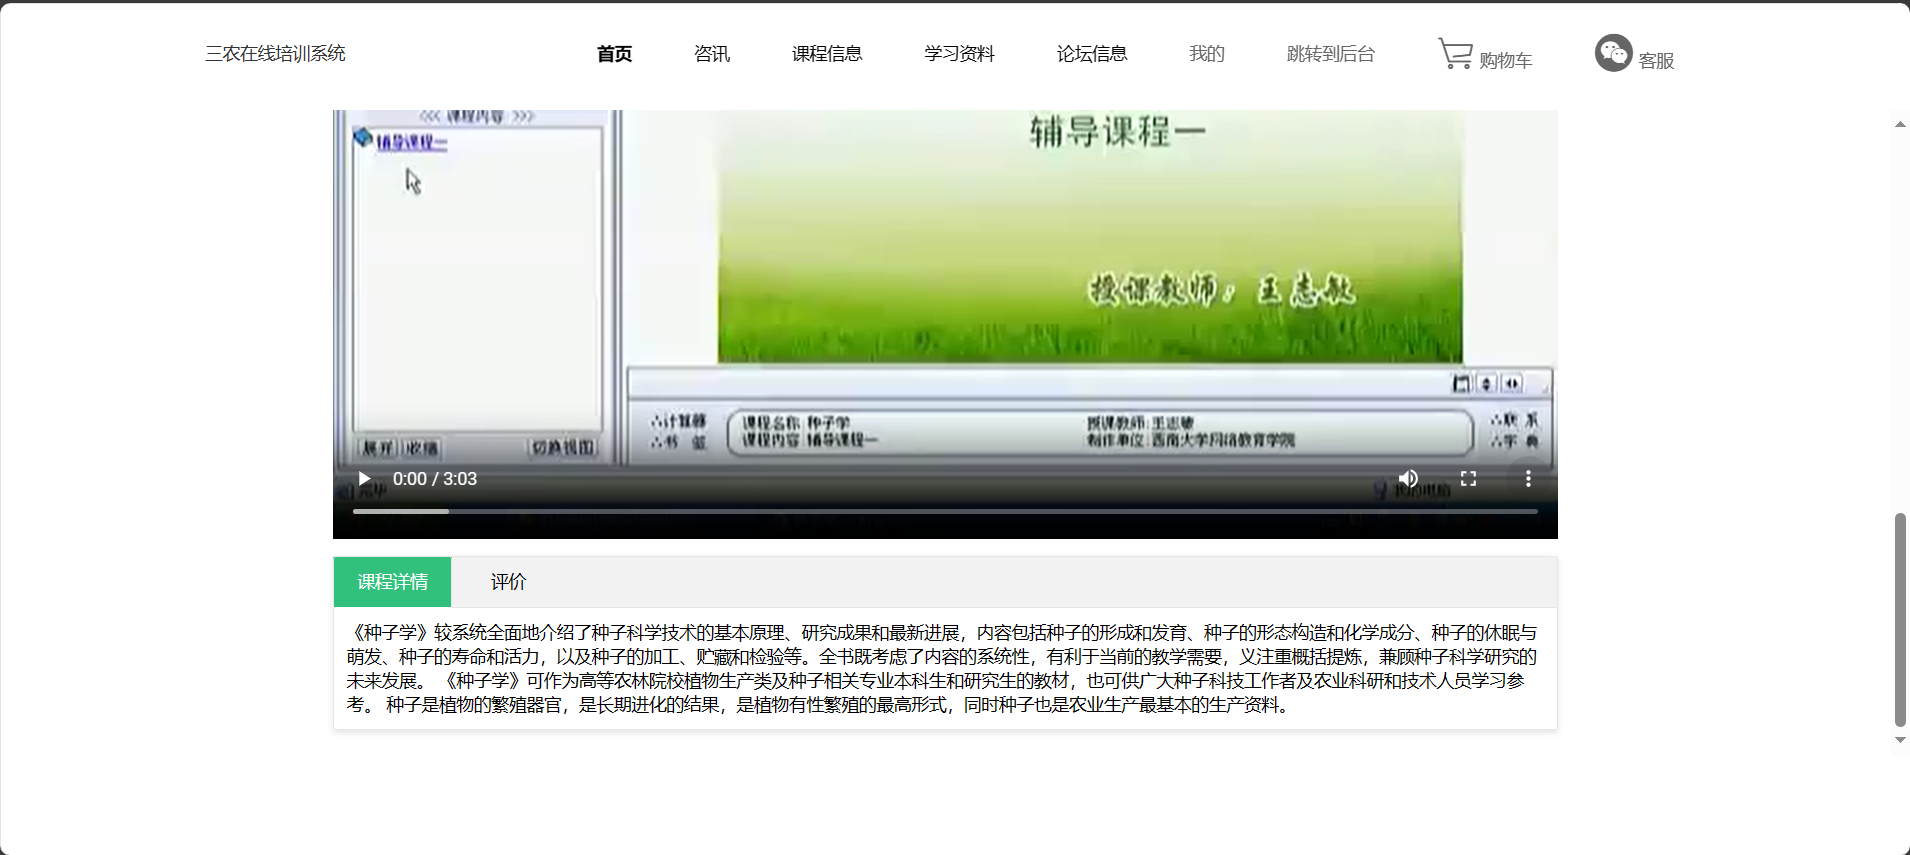 三农在线培训系统
首页 咨讯 课程信息 学习资料 论坛信息 我的 跳转到后台 购物车 客服
<<< 课程内容 >>>
辅导课程一
辅导课程一
授课教师：王志敏
∴计算器 课程名称 种子学 授课教师:王志敏 ∴联 系
∴书 签 课程内容 辅导课程一 制作单位:西南大学网络教育学院 ∴字 典
展开 收缩 切换视图
0:00 / 3:03
完毕 我的电脑
课程详情 评价
《种子学》较系统全面地介绍了种子科学技术的基本原理、研究成果和最新进展，内容包括种子的形成和发育、种子的形态构造和化学成分、种子的休眠与
萌发、种子的寿命和活力，以及种子的加工、贮藏和检验等。全书既考虑了内容的系统性，有利于当前的教学需要，义注重概括提炼，兼顾种子科学研究的
未来发展。 《种子学》可作为高等农林院校植物生产类及种子相关专业本科生和研究生的教材，也可供广大种子科技工作者及农业科研和技术人员学习参
考。 种子是植物的繁殖器官，是长期进化的结果，是植物有性繁殖的最高形式，同时种子也是农业生产最基本的生产资料。